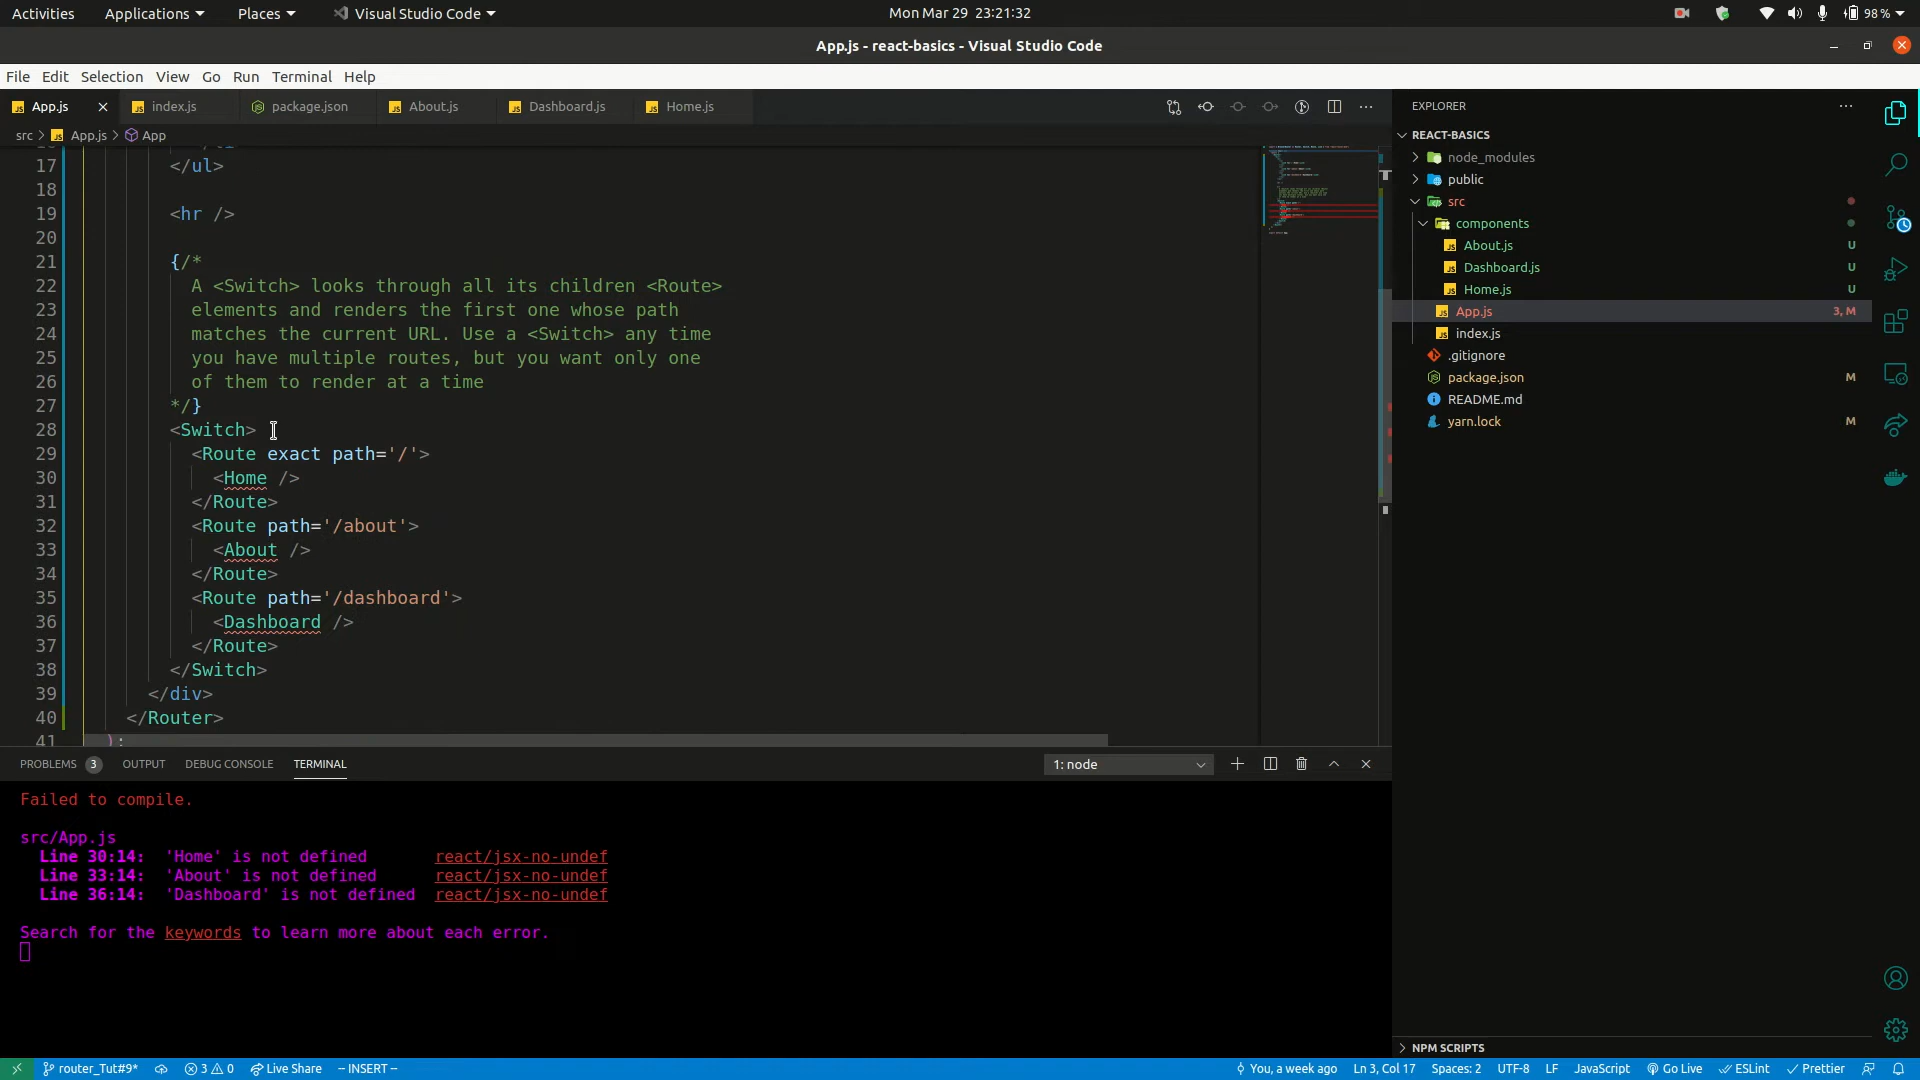 Activities Applications Places Visual Studio Code Mon Mar 29 23:21:32 98 %
App.js - react-basics - Visual Studio Code
File Edit Selection View Go Run Terminal Help
App.js index.js package.json About.js Dashboard.js Home.js
src > App.js > App
17 </ul>
18
19 <hr />
20
21 {/*
22 A <Switch> looks through all its children <Route>
23 elements and renders the first one whose path
24 matches the current URL. Use a <Switch> any time
25 you have multiple routes, but you want only one
26 of them to render at a time
27 */}
28 <Switch>
29 <Route exact path='/'>
30 <Home />
31 </Route>
32 <Route path='/about'>
33 <About />
34 </Route>
35 <Route path='/dashboard'>
36 <Dashboard />
37 </Route>
38 </Switch>
39 </div>
40 </Router>
41 );
EXPLORER
REACT-BASICS
node_modules
public
src
components
About.js U
Dashboard.js U
Home.js U
App.js 3, M
index.js
.gitignore
package.json M
README.md
yarn.lock M
NPM SCRIPTS
PROBLEMS 3 OUTPUT DEBUG CONSOLE TERMINAL 1: node
Failed to compile.
src/App.js
Line 30:14: 'Home' is not defined react/jsx-no-undef
Line 33:14: 'About' is not defined react/jsx-no-undef
Line 36:14: 'Dashboard' is not defined react/jsx-no-undef
Search for the keywords to learn more about each error.
router_Tut#9* 3 0 Live Share -- INSERT -- You, a week ago Ln 3, Col 17 Spaces: 2 UTF-8 LF JavaScript Go Live ESLint Prettier